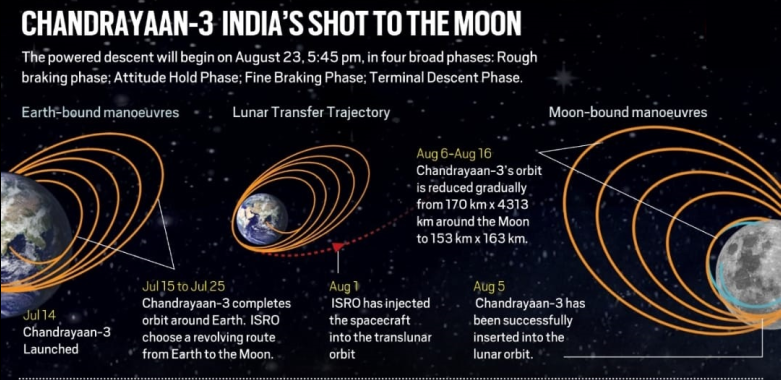 CHANDRAYAAN-3 INDIA'S SHOT TO THE MOON
The powered descent will begin on August 23, 5:45 pm, in four broad phases: Rough
braking phase; Attitude Hold Phase; Fine Braking Phase; Terminal Descent Phase.
Earth-bound manoeuvres
Lunar Transfer Trajectory
Moon-bound manoeuvres
Jul 14
Chandrayaan-3
Launched
Jul 15 to Jul 25
Chandrayaan-3 completes
orbit around Earth. ISRO
choose a revolving route
from Earth to the Moon.
Aug 1
ISRO has injected
the spacecraft
into the translunar
orbit
Aug 6-Aug 16
Chandrayaan-3's orbit
is reduced gradually
from 170 km x 4313
km around the Moon
to 153 km x 163 km.
Aug 5
Chandrayaan-3 has
been successfully
inserted into the
lunar orbit.